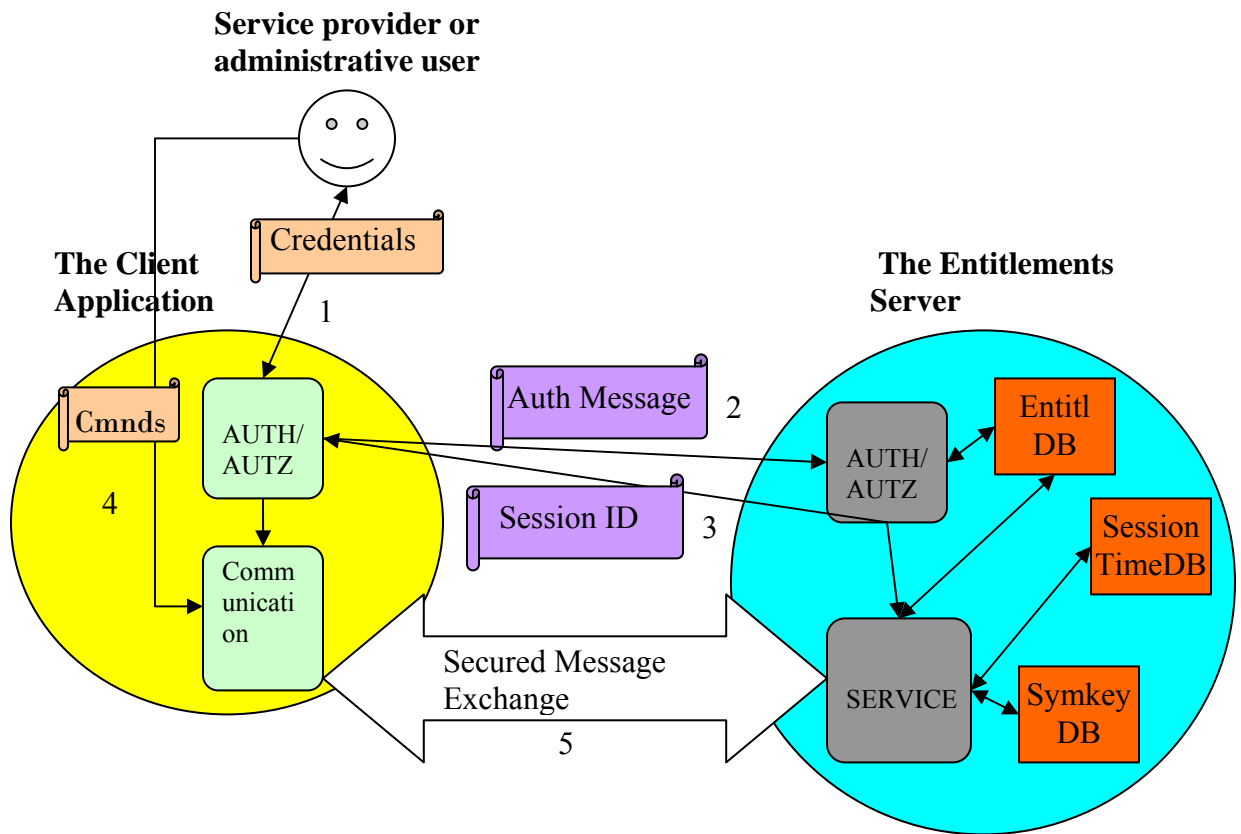 Service provider or
administrative user
Credentials
The Client
Application
The Entitlements
Server
1
Auth Message
2
Entitl
DB
Cmnds
AUTH/
AUTZ
AUTH/
AUTZ
4
Session ID
3
Session
TimeDB
Comm
unicati
on
Secured Message
Exchange
5
SERVICE
Symkey
DB